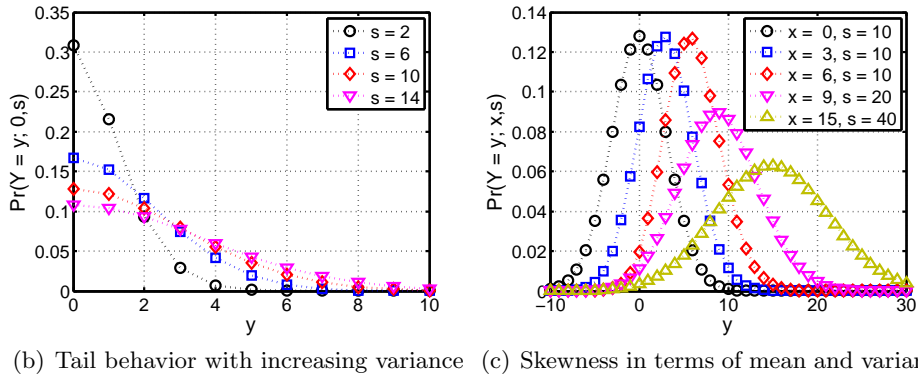 0.35
0.3
0.25
0.2
0.15
0.1
0.05
0
0 2 4 6 8 10
Pr(Y = y; 0,s)
y
s = 2
s = 6
s = 10
s = 14
0.14
0.12
0.1
0.08
0.06
0.04
0.02
0
−10 0 10 20 30
Pr(Y = y; x,s)
y
x = 0, s = 10
x = 3, s = 10
x = 6, s = 10
x = 9, s = 20
x = 15, s = 40
(b) Tail behavior with increasing variance
(c) Skewness in terms of mean and varian